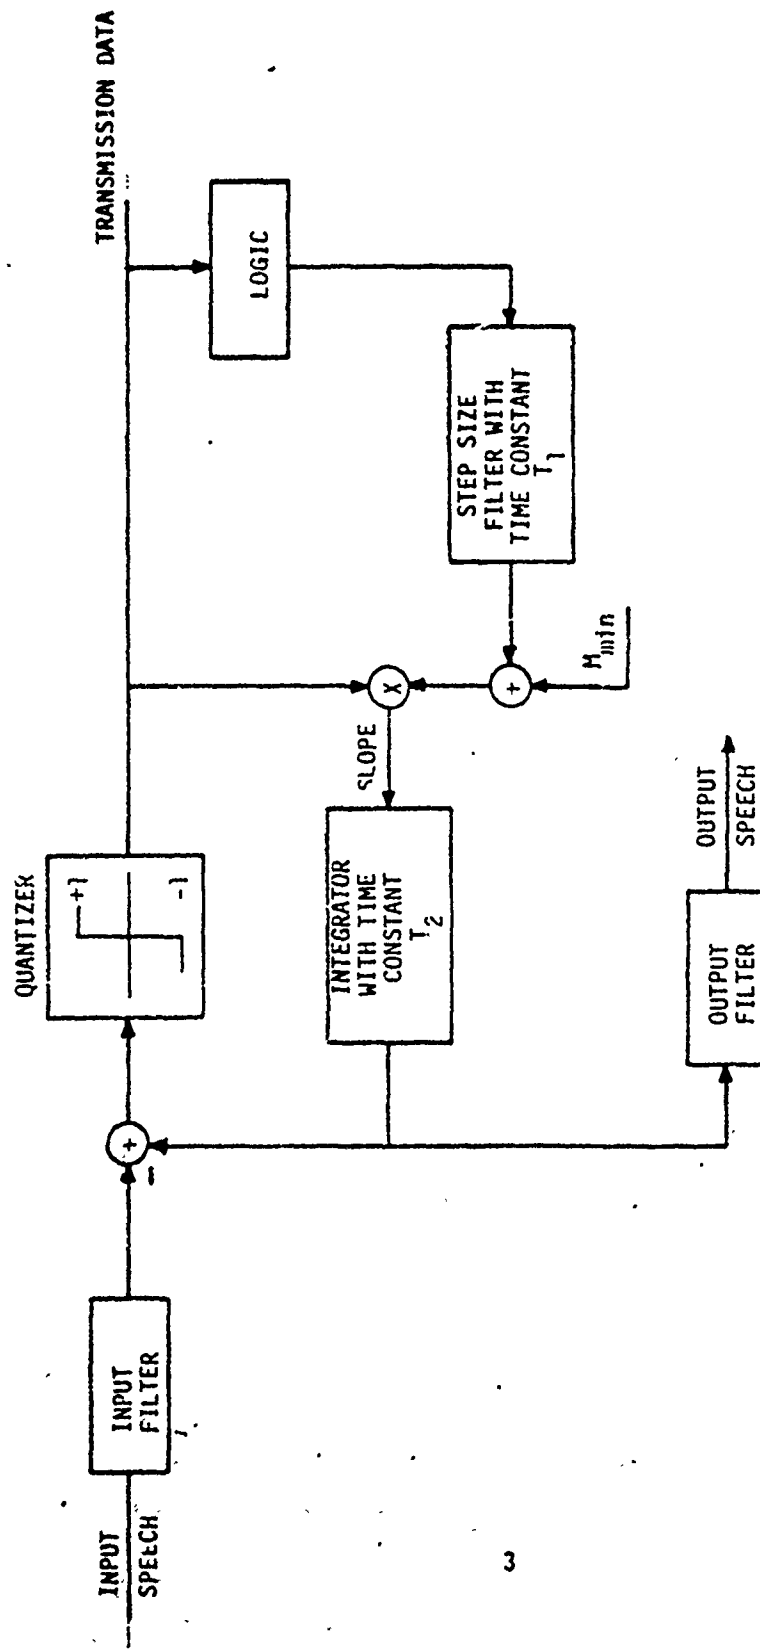 INPUT
SPEECH
INPUT
FILTER
+
-
QUANTIZER
+1
-1
TRANSMISSION DATA
LOGIC
STEP SIZE
FILTER WITH
TIME CONSTANT
T1
+
Mmin
X
SLOPE
INTEGRATOR
WITH TIME
CONSTANT
T2
OUTPUT
FILTER
OUTPUT
SPEECH
3